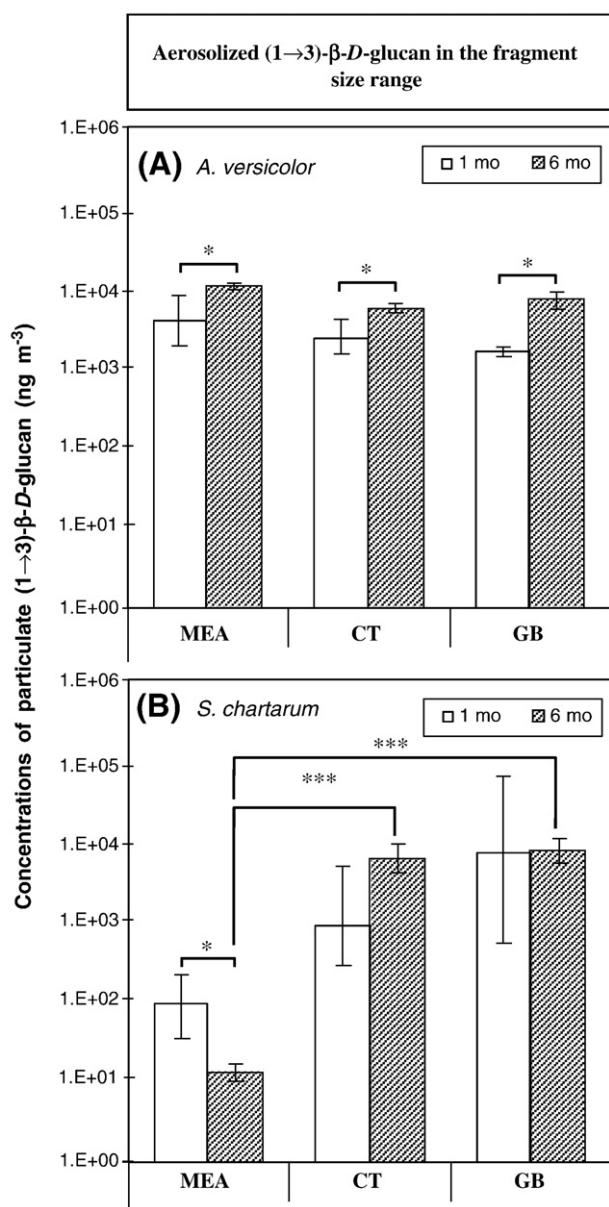 Aerosolized (1→3)-β-D-glucan in the fragment
size range
Concentrations of particulate (1→3)-β-D-glucan (ng m-3)
1.E+06
(A) A. versicolor
1 mo 6 mo
1.E+05
* * *
1.E+04
1.E+03
1.E+02
1.E+01
1.E+00
MEA CT GB
1.E+06
(B) S. chartarum
1 mo 6 mo
***
1.E+05
***
1.E+04
1.E+03
*
1.E+02
1.E+01
1.E+00
MEA CT GB